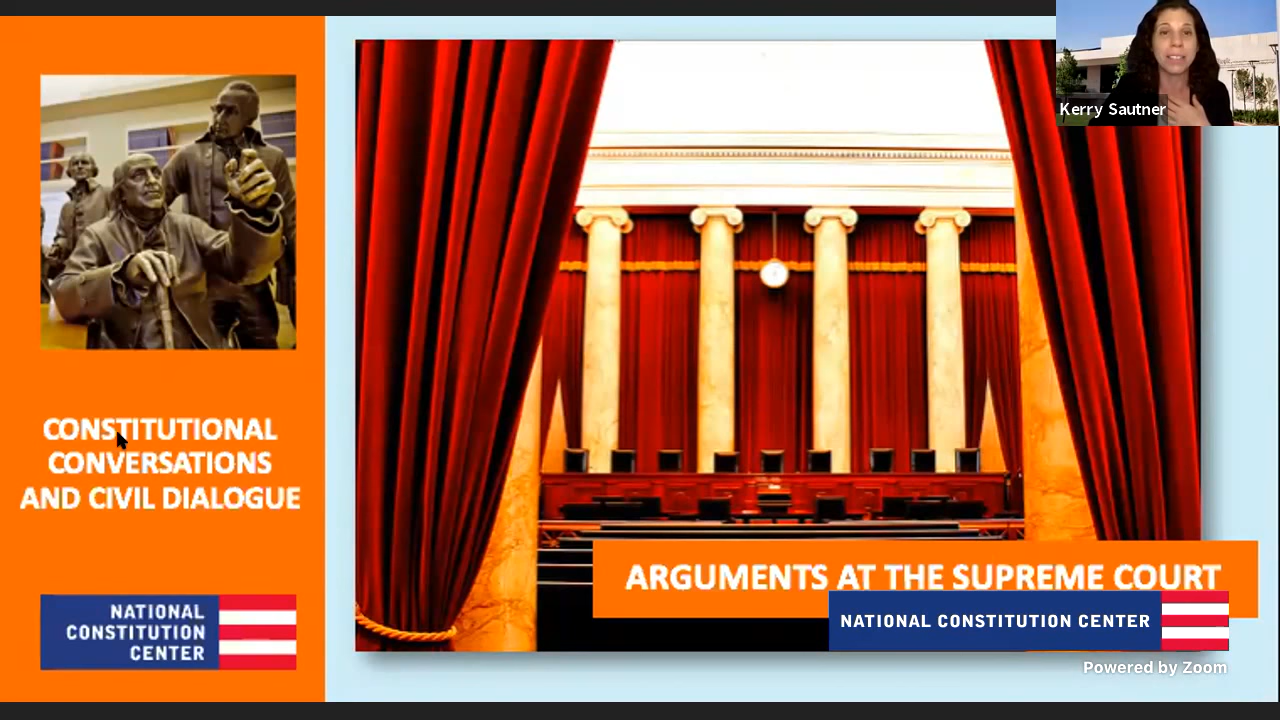 Kerry Sautner
CONSTITUTIONAL
CONVERSATIONS
AND CIVIL DIALOGUE
NATIONAL
CONSTITUTION
CENTER
ARGUMENTS AT THE SUPREME COURT
NATIONAL CONSTITUTION CENTER
Powered by Zoom